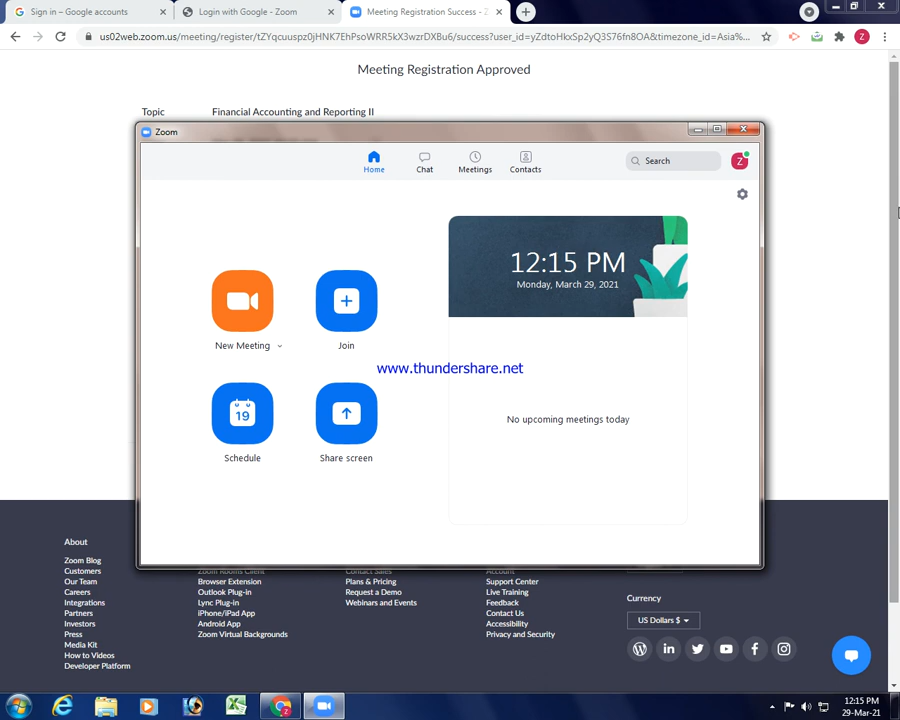 Sign in – Google accounts
Login with Google - Zoom
Meeting Registration Success - Z
us02web.zoom.us/meeting/register/tZYqcuuspz0jHNK7EhPsoWRR5kX3wzrDXBu6/success?user_id=yZdtoHkxSp2yQ3S76fn8OA&timezone_id=Asia%...
Z
Meeting Registration Approved
Topic Financial Accounting and Reporting II
Zoom
Home
Chat
Meetings
Contacts
Search
Z
12:15 PM
Monday, March 29, 2021
New Meeting
Join
www.thundershare.net
No upcoming meetings today
19
Schedule
Share screen
About
Zoom Blog
Customers
Our Team
Careers
Integrations
Partners
Investors
Press
Media Kit
How to Videos
Developer Platform
Zoom Rooms Client
Browser Extension
Outlook Plug-in
Lync Plug-in
iPhone/iPad App
Android App
Zoom Virtual Backgrounds
Contact Sales
Plans & Pricing
Request a Demo
Webinars and Events
Account
Support Center
Live Training
Feedback
Contact Us
Accessibility
Privacy and Security
Currency
US Dollars $
12:15 PM
29-Mar-21